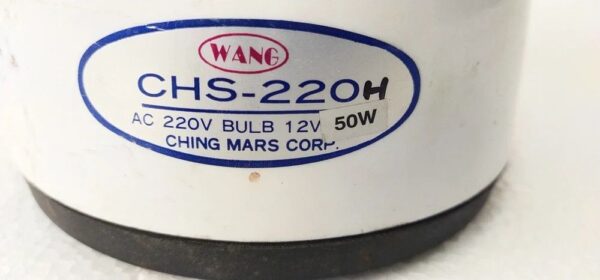 WANG
CHS-220H
AC 220V BULB 12V 50W
CHING MARS CORP.